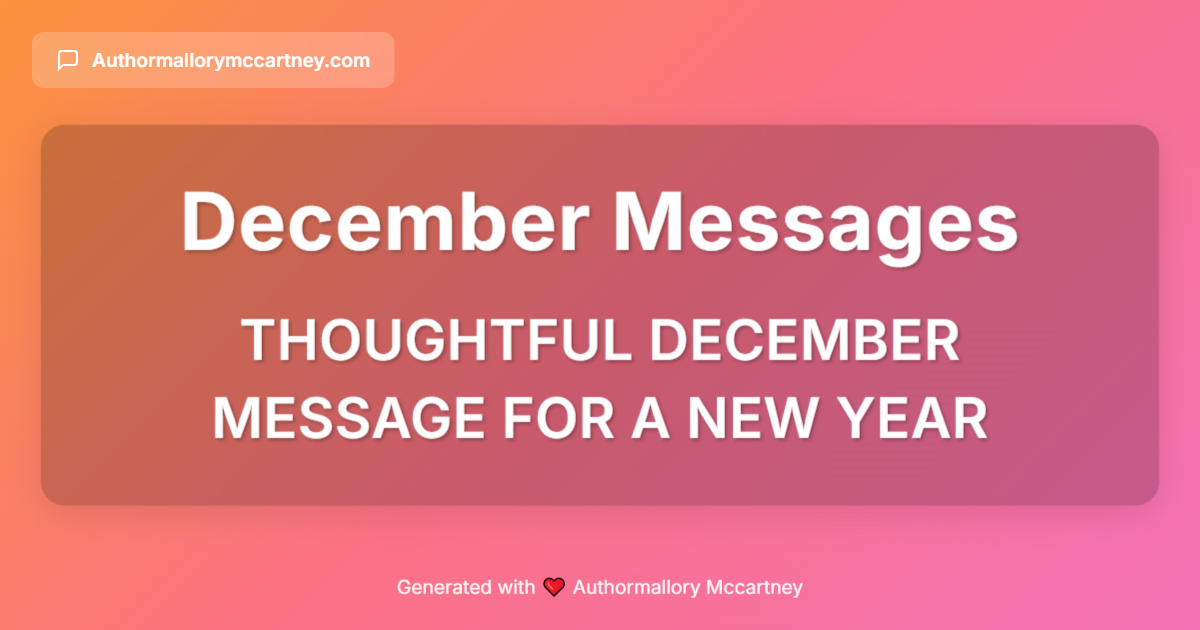 Authormallorymccartney.com
December Messages
THOUGHTFUL DECEMBER
MESSAGE FOR A NEW YEAR
Generated with ❤️ Authormallory Mccartney